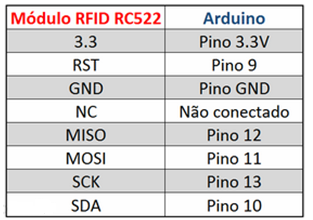 Módulo RFID RC522 Arduino
3.3 Pino 3.3V
RST Pino 9
GND Pino GND
NC Não conectado
MISO Pino 12
MOSI Pino 11
SCK Pino 13
SDA Pino 10